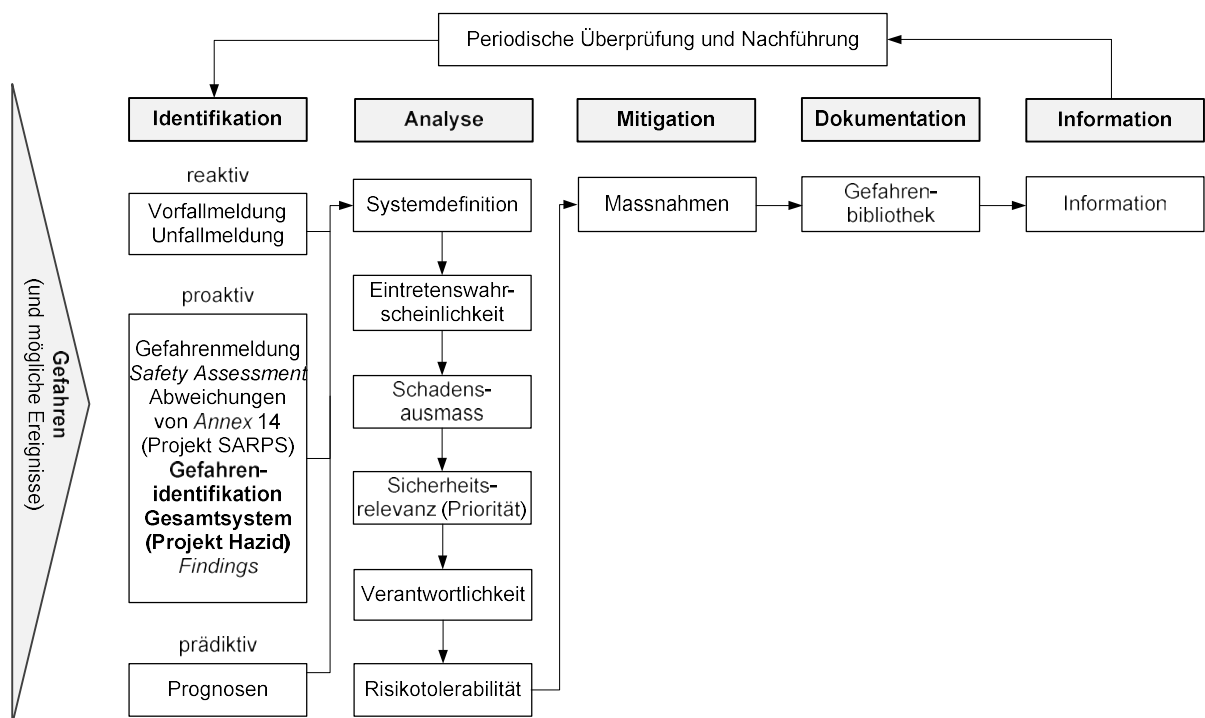 Periodische Überprüfung und Nachführung
Gefahren
(und mögliche Ereignisse)
Identifikation
Analyse
Mitigation
Dokumentation
Information
reaktiv
Vorfallmeldung
Unfallmeldung
proaktiv
Gefahrenmeldung
Safety Assessment
Abweichungen
von Annex 14
(Projekt SARPS)
Gefahren-
identifikation
Gesamtsystem
(Projekt Hazid)
Findings
prädiktiv
Prognosen
Systemdefinition
Eintretenswahr-
scheinlichkeit
Schadens-
ausmass
Sicherheits-
relevanz (Priorität)
Verantwortlichkeit
Risikotolerabilität
Massnahmen
Gefahren-
bibliothek
Information